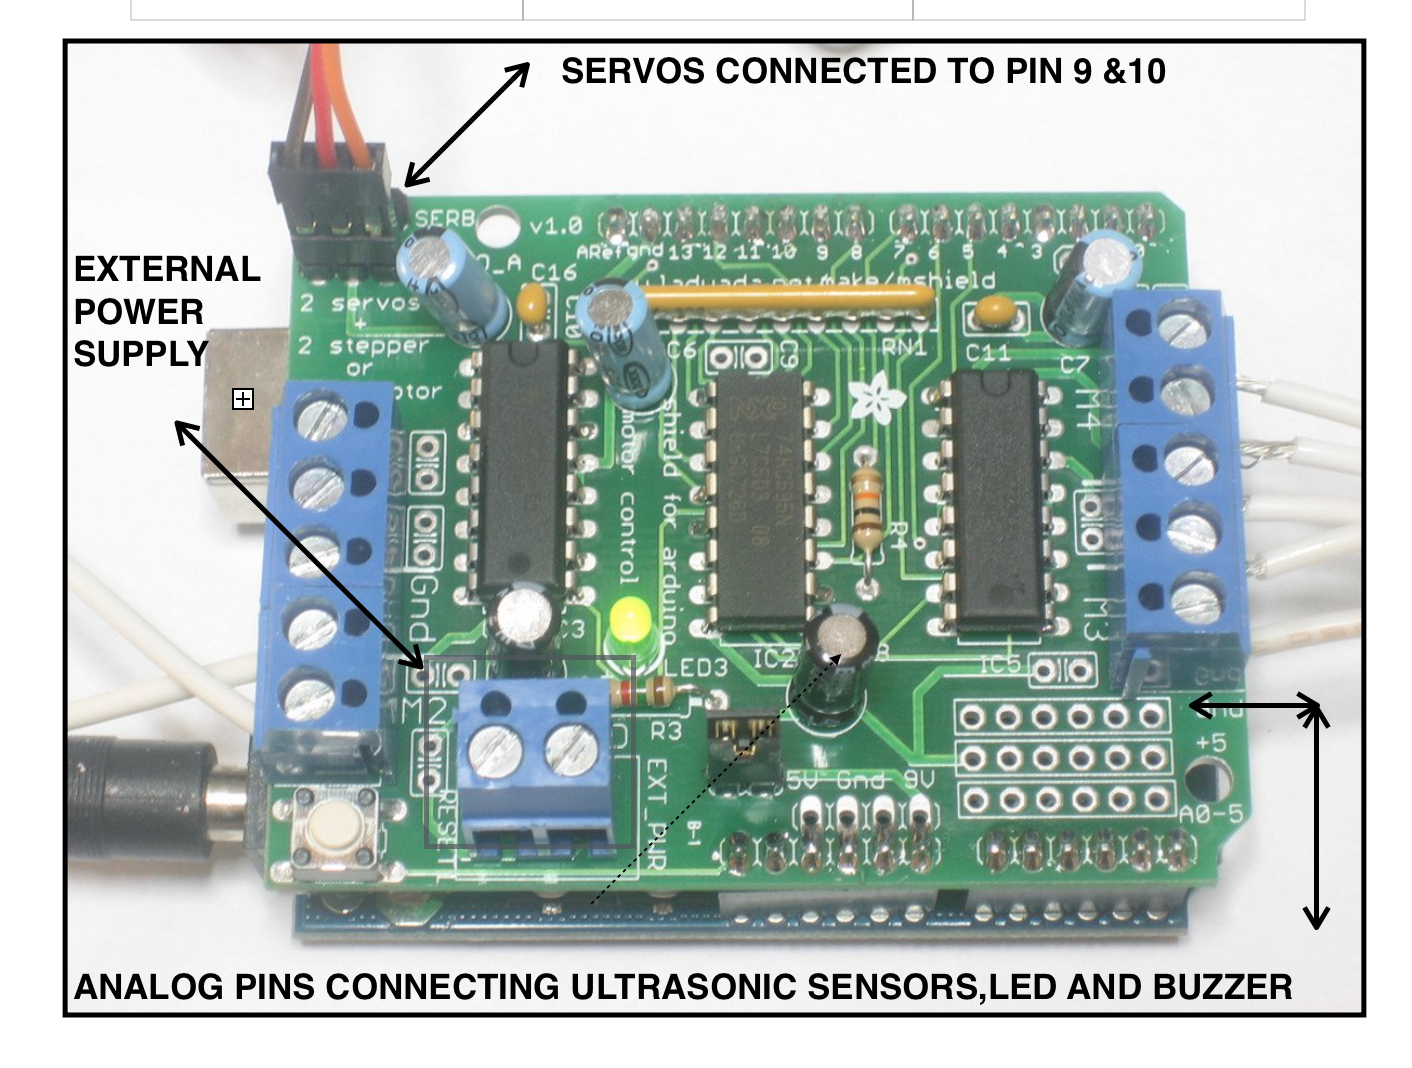 SERVOS CONNECTED TO PIN 9 &10
EXTERNAL
POWER
SUPPLY
SERB
v1.0
ARef gnd 13 12 11 10 9 8 7 6 5 4 3
C16
2 servos
+
2 stepper
or
C6
C9
RN1
C11
C7
M4
motor control
shield for arduino
R4
Gnd
M3
LED3
IC2
IC5
M2
R3
RESET
EXT_PWR
5V Gnd 9V
gnd
+5
A0-5
ANALOG PINS CONNECTING ULTRASONIC SENSORS,LED AND BUZZER